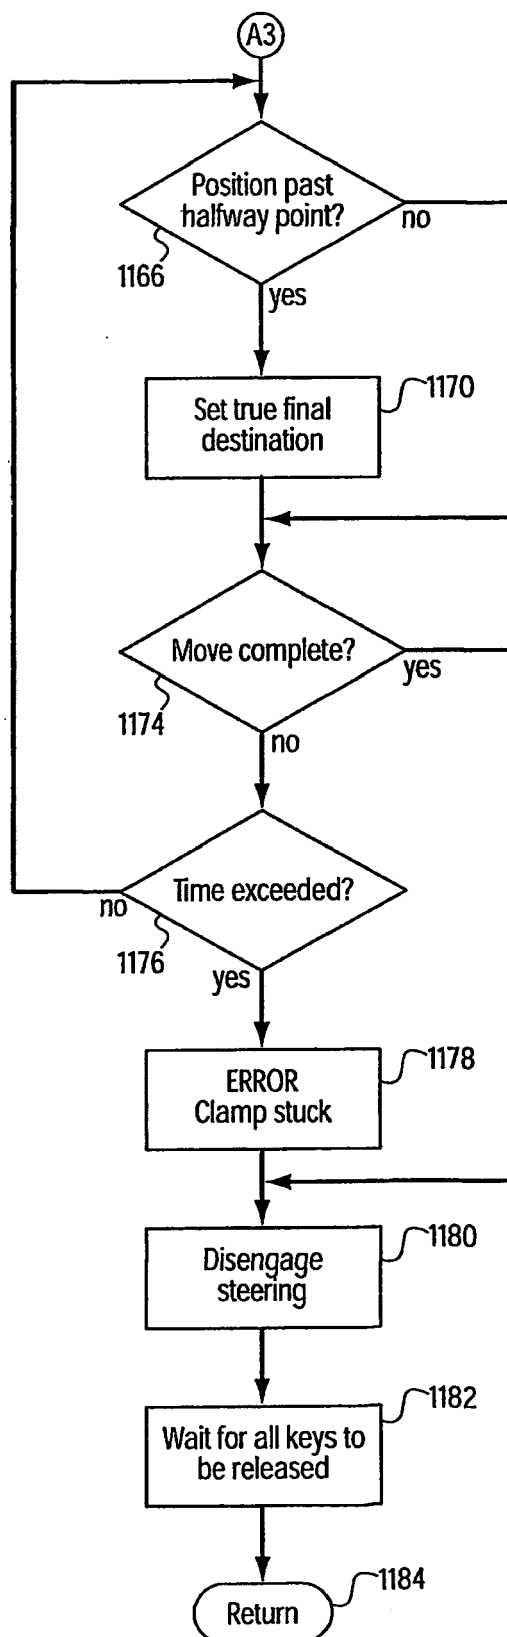 A3
Position past
halfway point?
no
1166
yes
1170
Set true final
destination
Move complete?
yes
1174
no
Time exceeded?
no
1176
yes
1178
ERROR
Clamp stuck
1180
Disengage
steering
1182
Wait for all keys to
be released
1184
Return